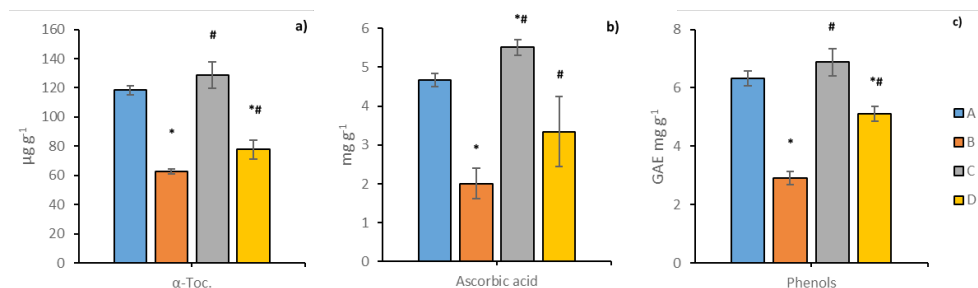 a)
160
140
120
100
80
60
40
20
0
µg g-1
*
#
*#
α-Toc.
b)
6
5
4
3
2
1
0
mg g-1
*
*#
#
Ascorbic acid
c)
8
6
4
2
0
GAE mg g-1
*
#
*#
Phenols
A
B
C
D